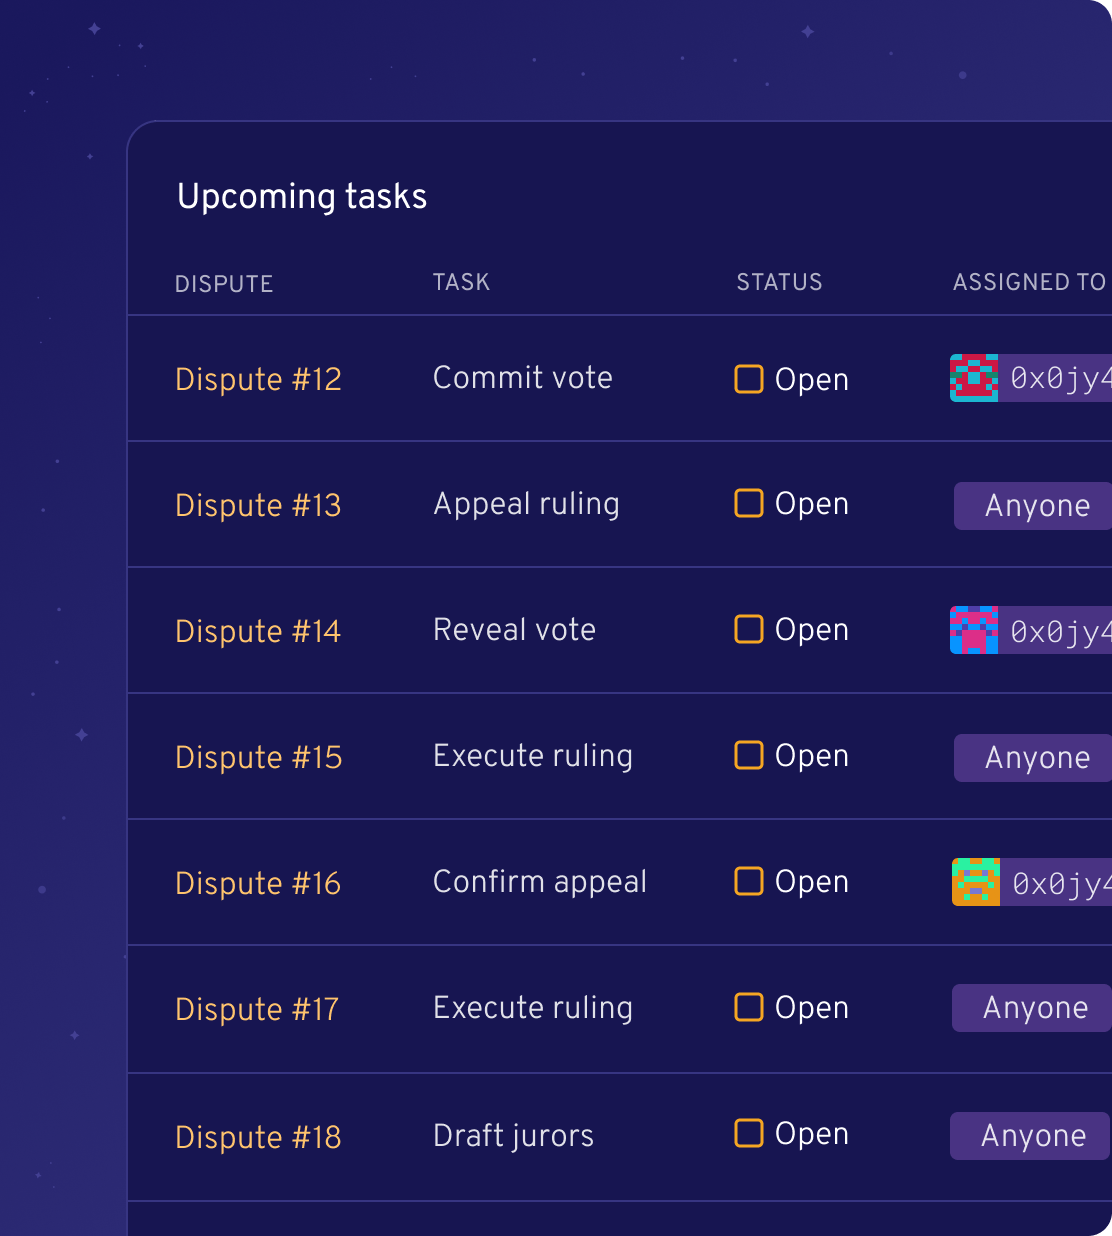 Upcoming tasks
DISPUTE TASK STATUS ASSIGNED TO
Dispute #12 Commit vote Open 0x0jy4
Dispute #13 Appeal ruling Open Anyone
Dispute #14 Reveal vote Open 0x0jy4
Dispute #15 Execute ruling Open Anyone
Dispute #16 Confirm appeal Open 0x0jy4
Dispute #17 Execute ruling Open Anyone
Dispute #18 Draft jurors Open Anyone